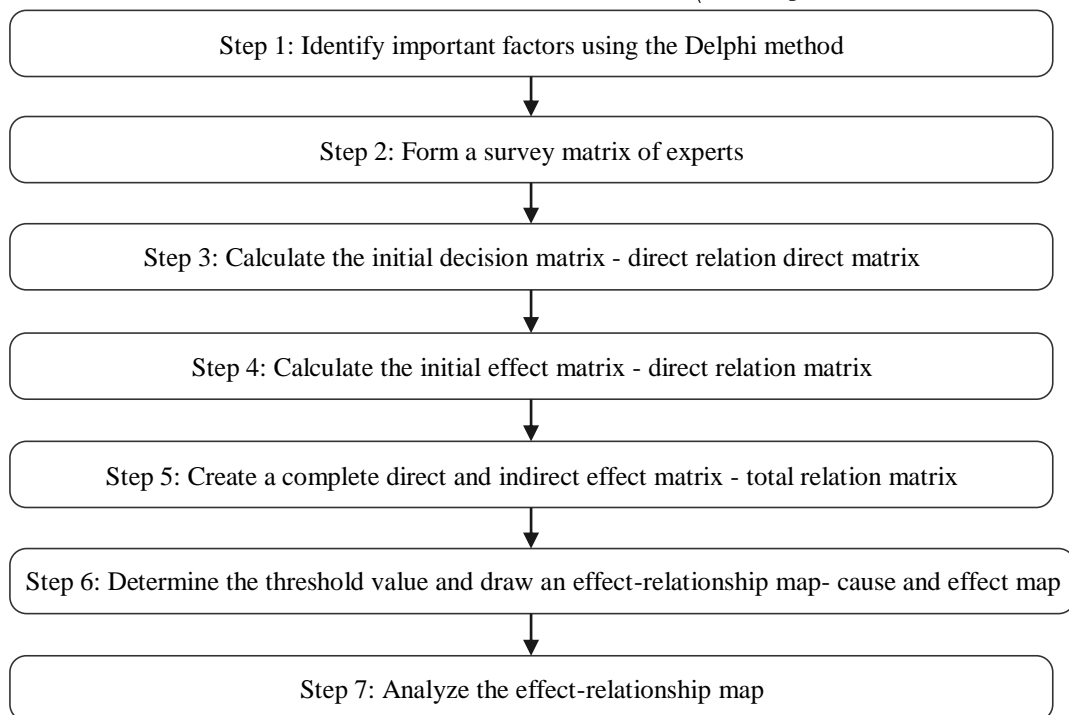 Step 1: Identify important factors using the Delphi method
Step 2: Form a survey matrix of experts
Step 3: Calculate the initial decision matrix - direct relation direct matrix
Step 4: Calculate the initial effect matrix - direct relation matrix
Step 5: Create a complete direct and indirect effect matrix - total relation matrix
Step 6: Determine the threshold value and draw an effect-relationship map- cause and effect map
Step 7: Analyze the effect-relationship map